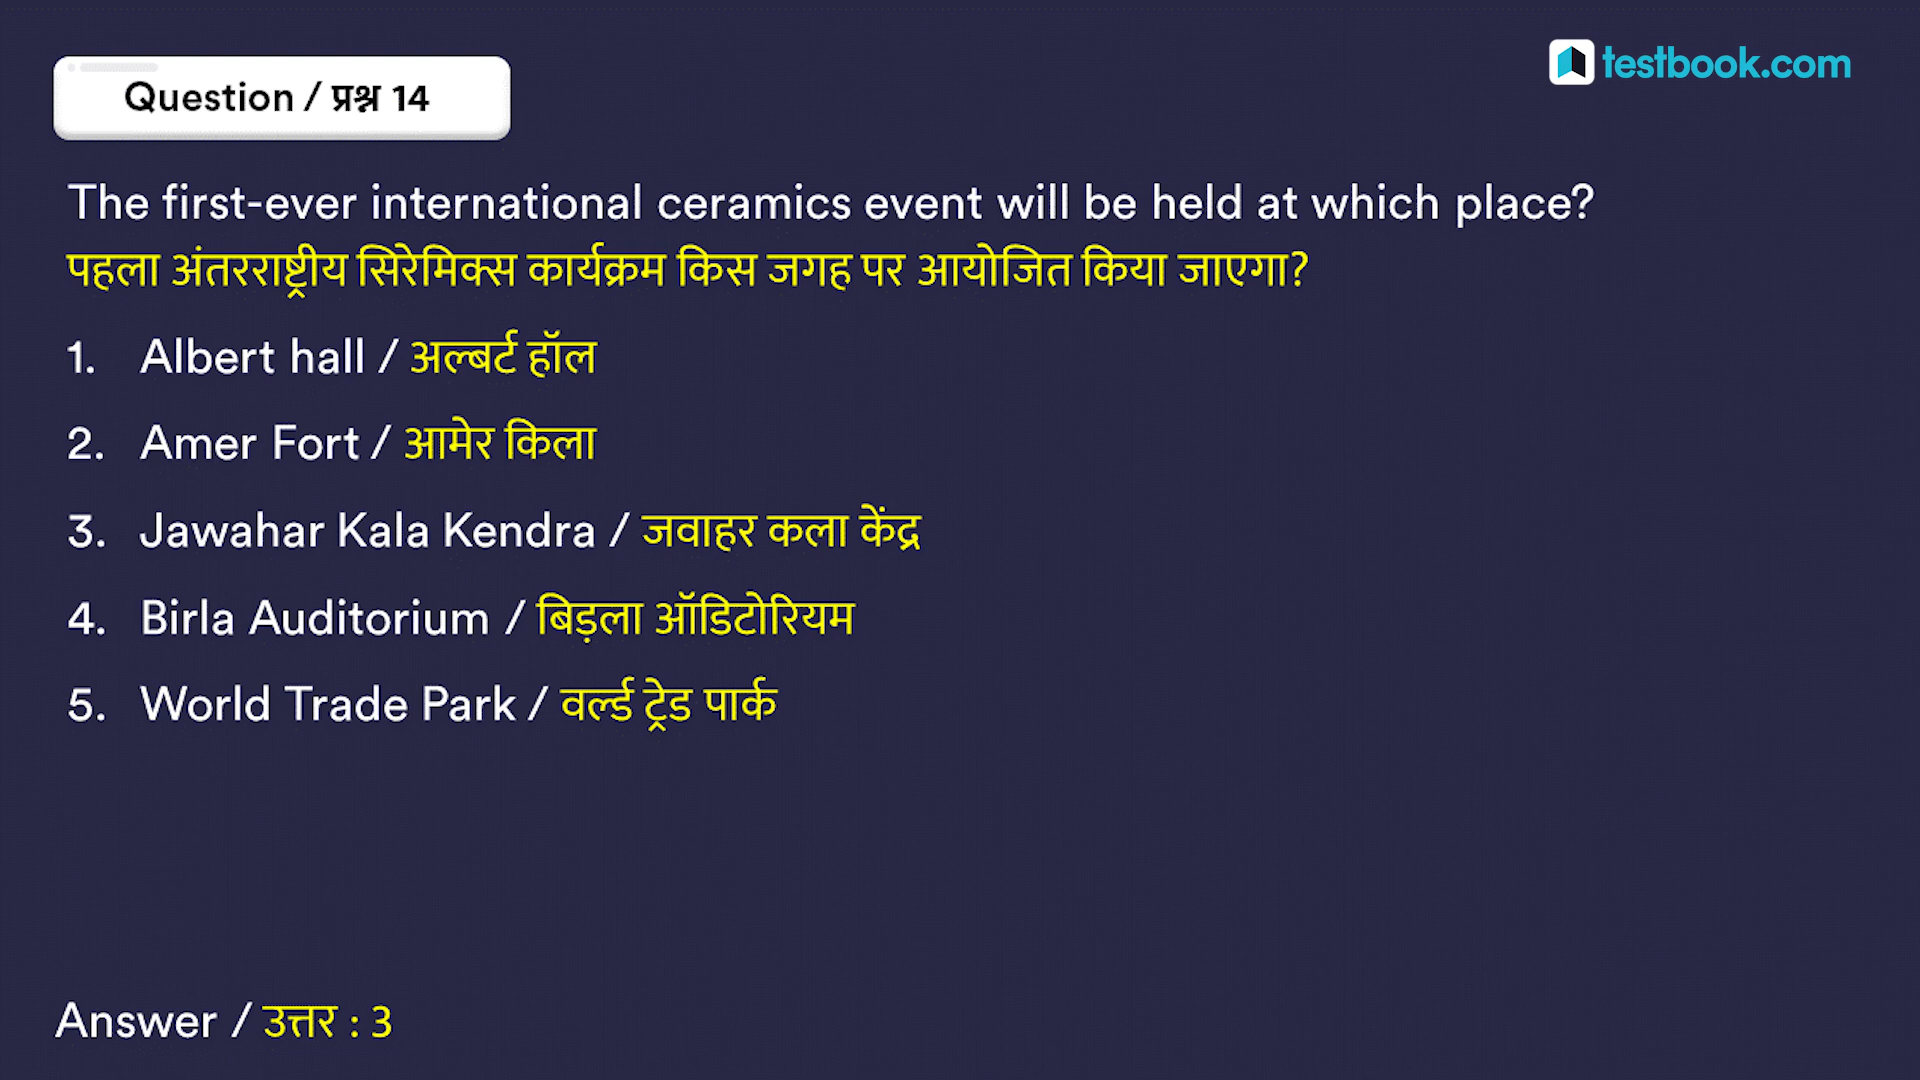 testbook.com
Question / प्रश्न 14
The first-ever international ceramics event will be held at which place?
पहला अंतरराष्ट्रीय सिरेमिक्स कार्यक्रम किस जगह पर आयोजित किया जाएगा?
1. Albert hall / अल्बर्ट हॉल
2. Amer Fort / आमेर किला
3. Jawahar Kala Kendra / जवाहर कला केंद्र
4. Birla Auditorium / बिड़ला ऑडिटोरियम
5. World Trade Park / वर्ल्ड ट्रेड पार्क
Answer / उत्तर : 3